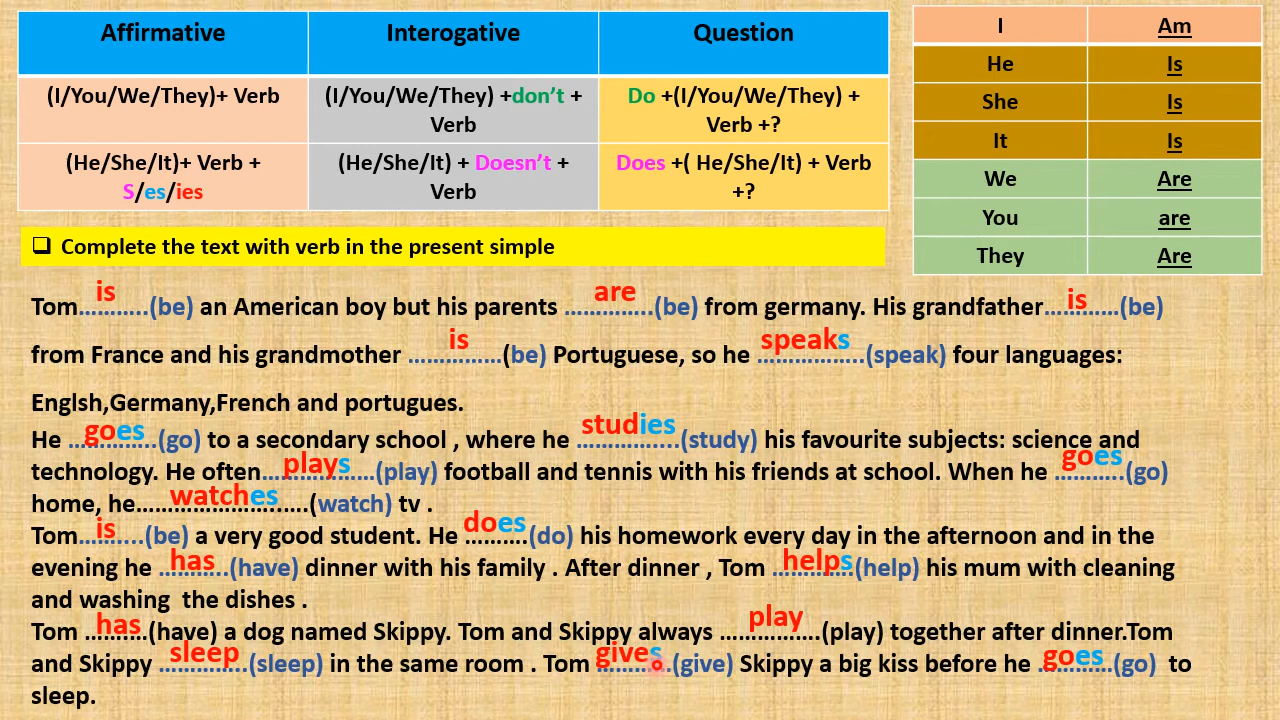 Affirmative Interogative Question
(I/You/We/They)+ Verb
(I/You/We/They) +don't +
Verb
Do +(I/You/We/They) +
Verb +?
(He/She/It)+ Verb +
S/es/ies
(He/She/It) + Doesn't +
Verb
Does +( He/She/It) + Verb
+?
I Am
He Is
She Is
It Is
We Are
You are
They Are
❑ Complete the text with verb in the present simple
Tom is………..(be) an American boy but his parents are…………..(be) from germany. His grandfather is…………(be)
from France and his grandmother is……………(be) Portuguese, so he speaks……………..(speak) four languages:
Englsh,Germany,French and portugues.
He goes…………..(go) to a secondary school , where he studies……………..(study) his favourite subjects: science and
technology. He often plays………………(play) football and tennis with his friends at school. When he goes………..(go)
home, he watches……………………….(watch) tv .
Tom is……….(be) a very good student. He does……….(do) his homework every day in the afternoon and in the
evening he has………..(have) dinner with his family . After dinner , Tom helps…………(help) his mum with cleaning
and washing the dishes .
Tom has……….(have) a dog named Skippy. Tom and Skippy always play…………….(play) together after dinner.Tom
and Skippy sleep…………..(sleep) in the same room . Tom gives…………(give) Skippy a big kiss before he goes………..(go) to
sleep.